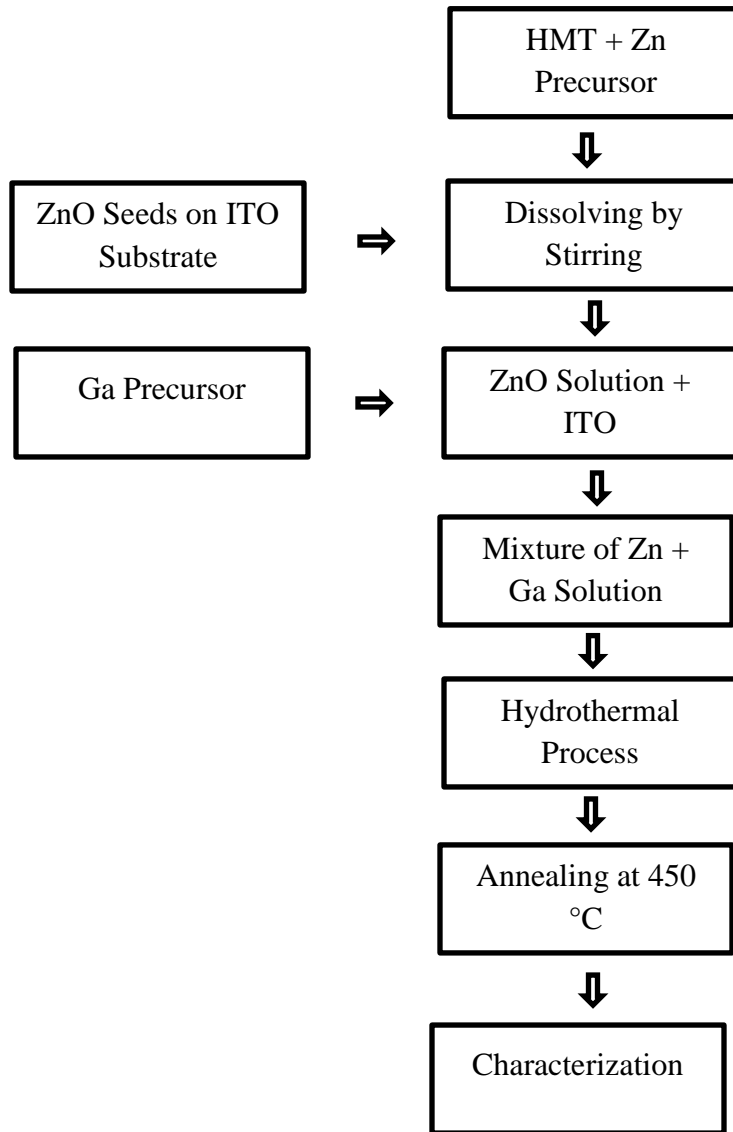 HMT + Zn
Precursor
ZnO Seeds on ITO
Substrate
Dissolving by
Stirring
Ga Precursor
ZnO Solution +
ITO
Mixture of Zn +
Ga Solution
Hydrothermal
Process
Annealing at 450
°C
Characterization